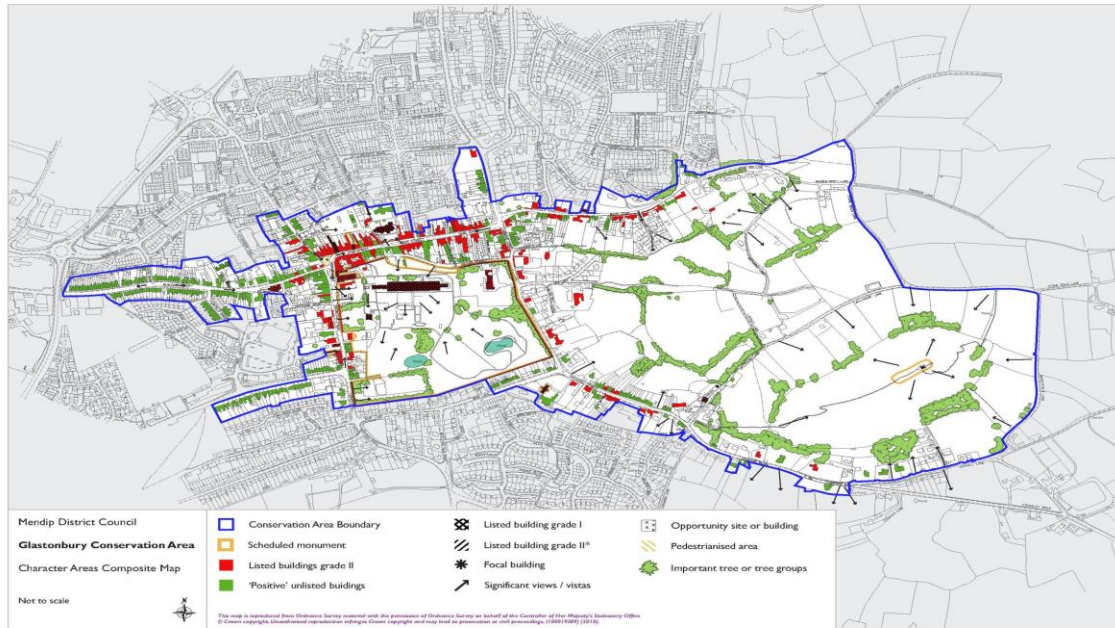 Mendip District Council
Glastonbury Conservation Area
Character Areas Composite Map
Not to scale
N
Conservation Area Boundary
Scheduled monument
Listed buildings grade II
'Positive' unlisted buidings
Listed building grade I
Listed building grade II*
Focal building
Significant views / vistas
Opportunity site or building
Pedestrianised area
Important tree or tree groups
This map is reproduced from Ordnance Survey material with the permission of Ordnance Survey on behalf of the Controller of Her Majesty's Stationery Office
© Crown copyright. Unauthorised reproduction infringes Crown copyright and may lead to prosecution or civil proceedings. (100019309) (2010).